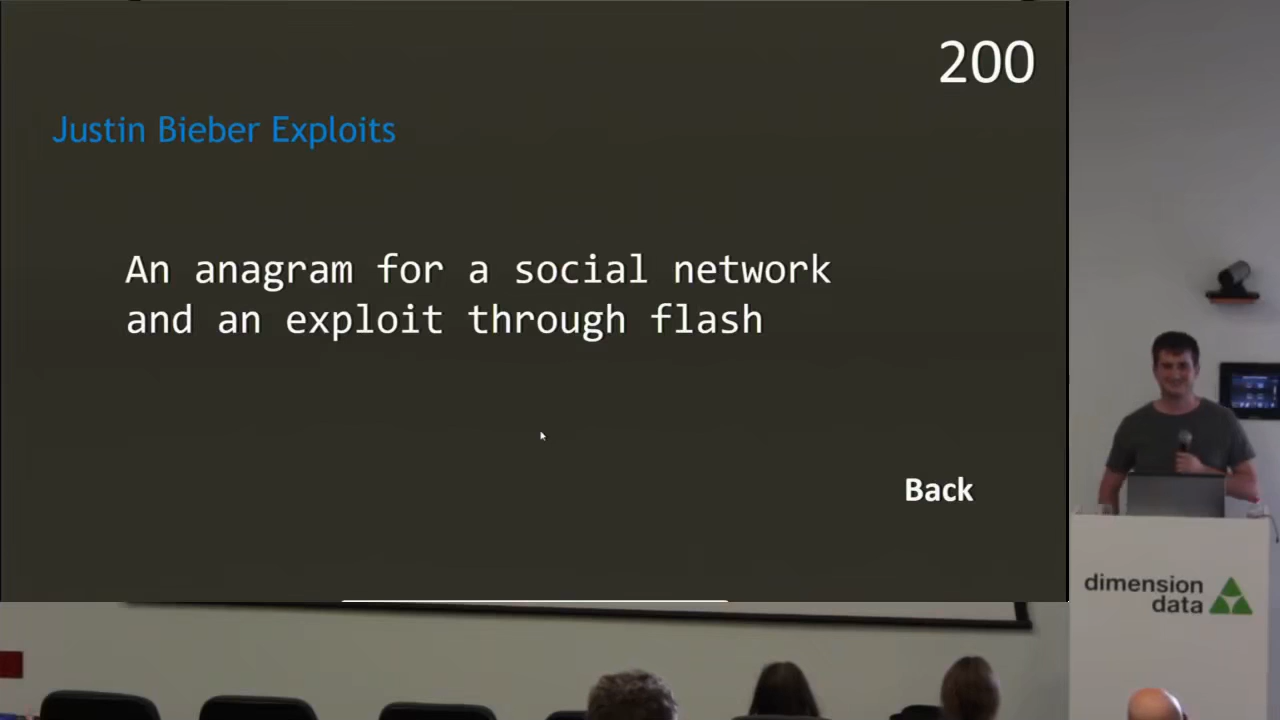 200
Justin Bieber Exploits
An anagram for a social network
and an exploit through flash
Back
dimension
data